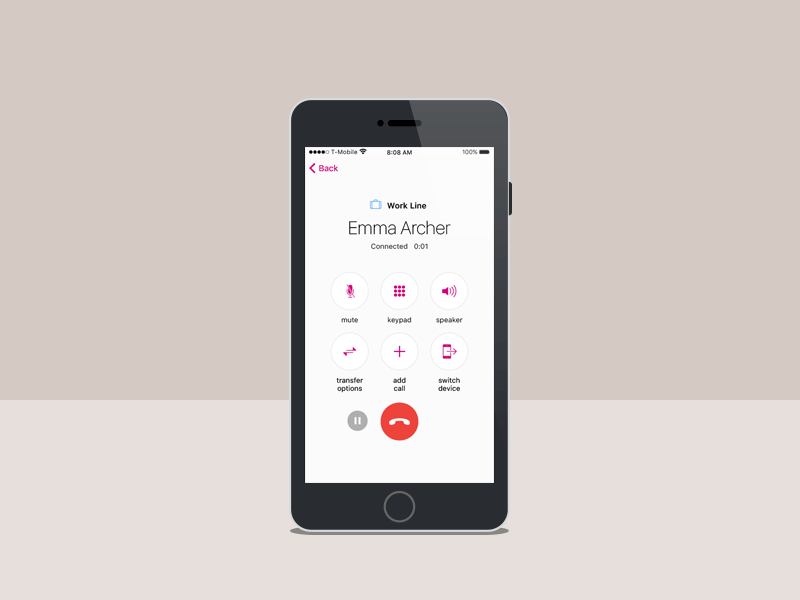 T-Mobile 8:08 AM 100%
Back
Work Line
Emma Archer
Connected 0:01
mute keypad speaker
transfer options add call switch device